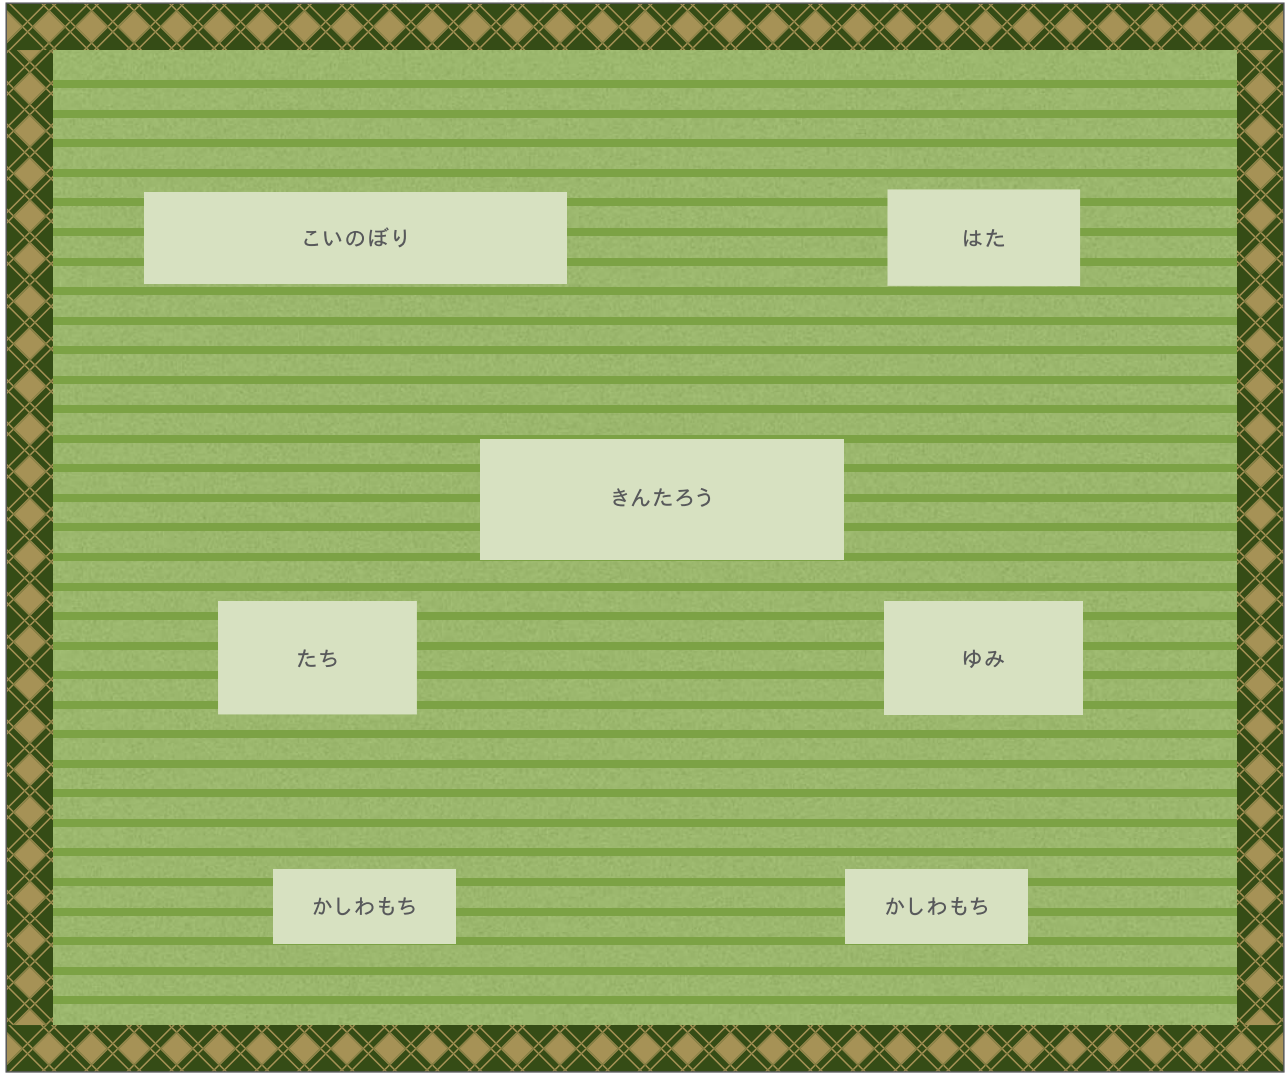 こいのぼり
はた
きんたろう
たち
ゆみ
かしわもち
かしわもち